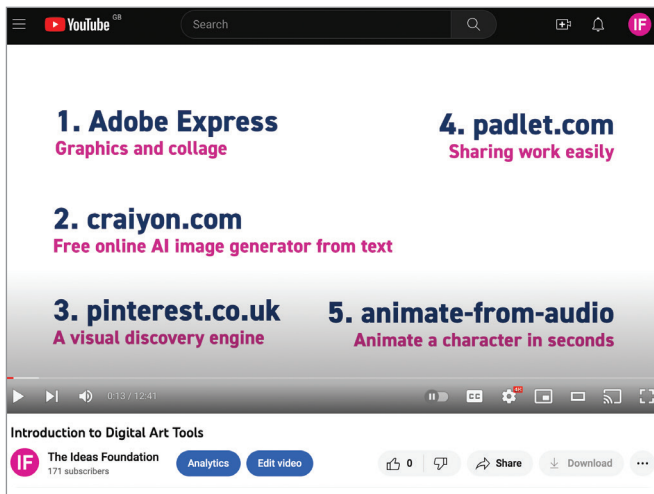 YouTube GB
Search
IF
1. Adobe Express
Graphics and collage
4. padlet.com
Sharing work easily
2. craiyon.com
Free online AI image generator from text
3. pinterest.co.uk
A visual discovery engine
5. animate-from-audio
Animate a character in seconds
0:13 / 12:41
CC
4K
Introduction to Digital Art Tools
IF
The Ideas Foundation
171 subscribers
Analytics
Edit video
0
Share
Download